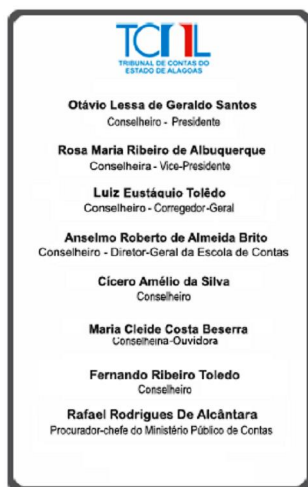 TCAL
TRIBUNAL DE CONTAS DO
ESTADO DE ALAGOAS
Otávio Lessa de Geraldo Santos
Conselheiro - Presidente
Rosa Maria Ribeiro de Albuquerque
Conselheira - Vice-Presidente
Luiz Eustáquio Tolêdo
Conselheiro - Corregedor-Geral
Anselmo Roberto de Almeida Brito
Conselheiro - Diretor-Geral da Escola de Contas
Cícero Amélio da Silva
Conselheiro
Maria Cleide Costa Beserra
Conselheira-Ouvidora
Fernando Ribeiro Toledo
Conselheiro
Rafael Rodrigues De Alcântara
Procurador-chefe do Ministério Público de Contas